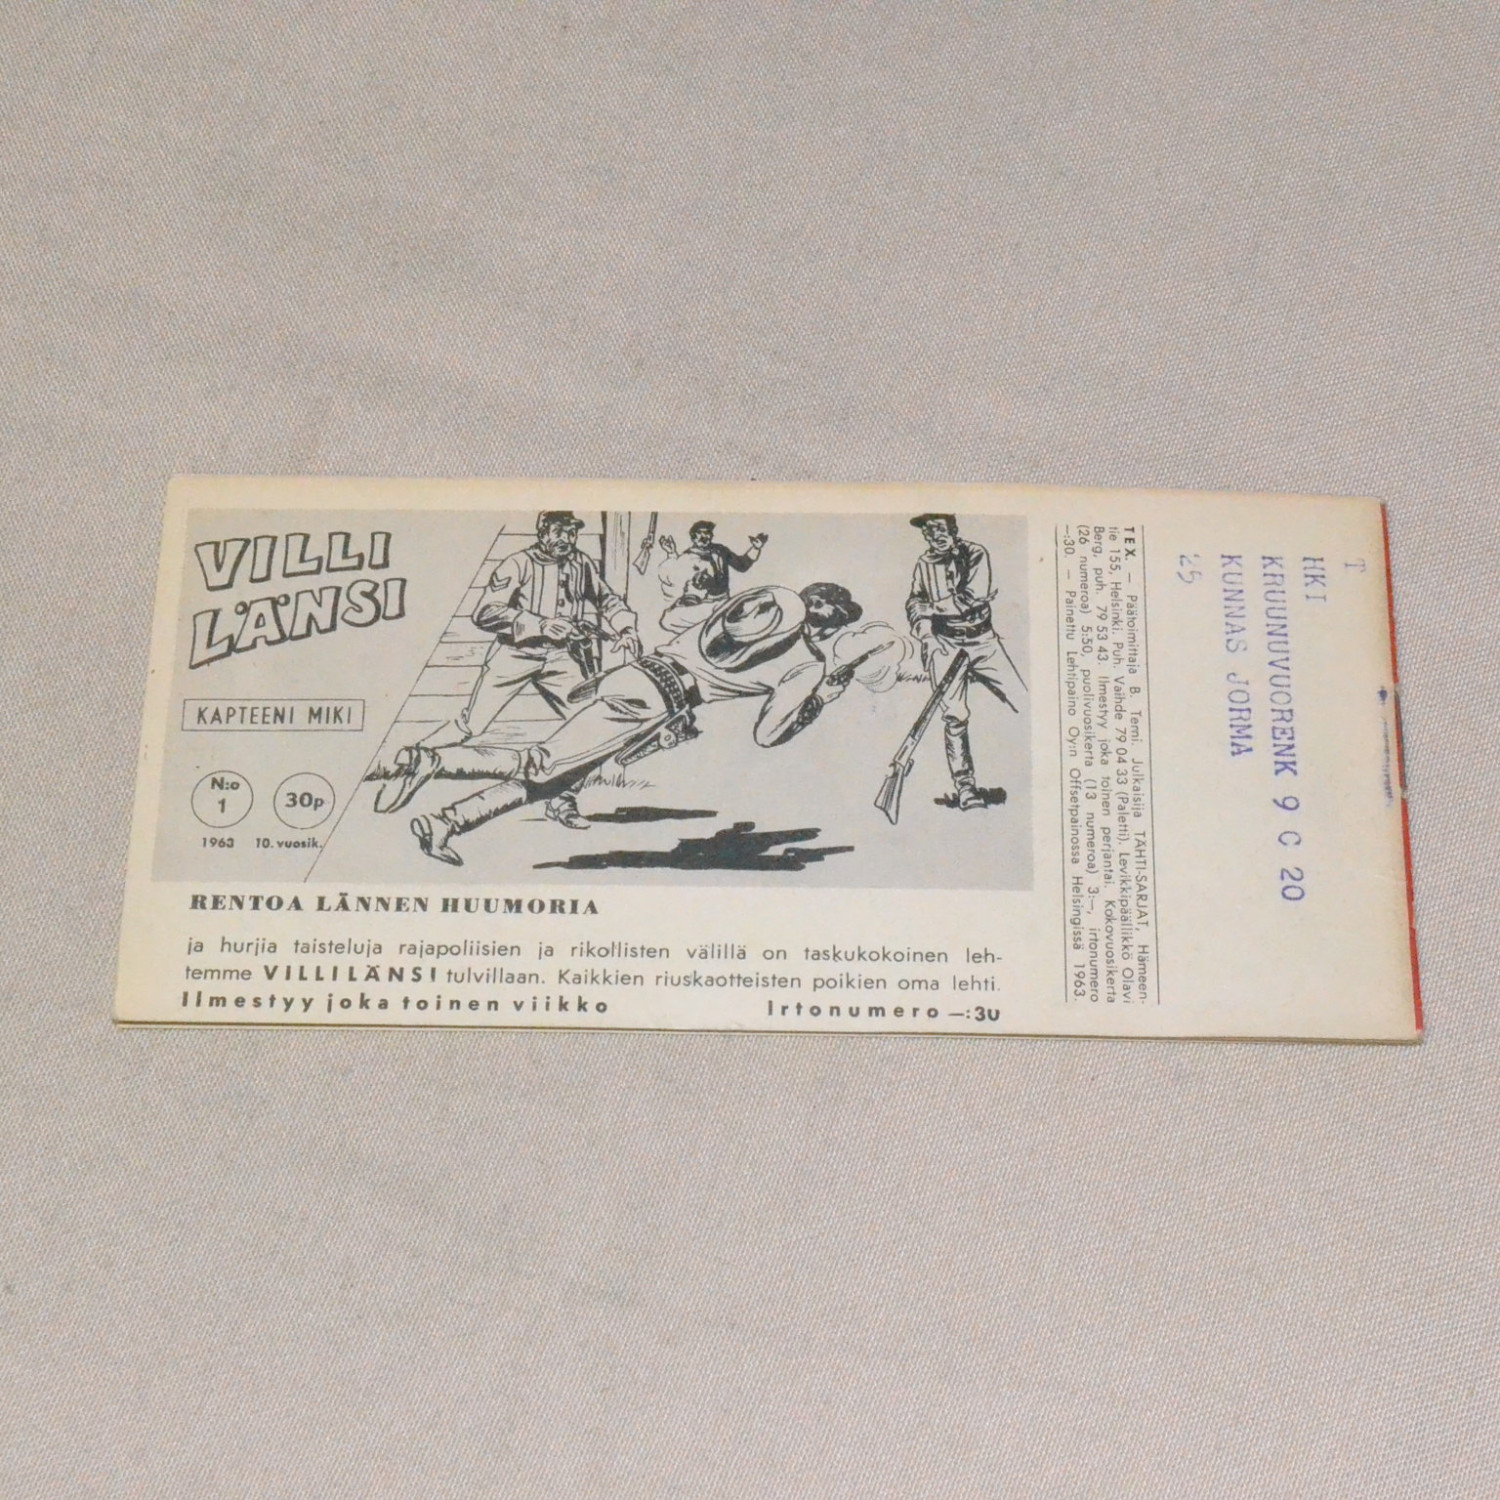 VILLI
LÄNSI
KAPTEENI MIKI
N:o
1
30p
1963 10. vuosik.
RENTOA LÄNNEN HUUMORIA
ja hurjia taisteluja rajapoliisien ja rikollisten välillä on taskukokoinen leh-
temme VILLI LÄNSI tulvillaan. Kaikkien riuskaotteisten poikien oma lehti.
Ilmestyy joka toinen viikko Irtonumero —:30
TEX. — Päätoimittaja B. Temi. Julkaisija TÄHTI-SARJAT, Hämeen-
tie 155, Helsinki. Puh. Vaihde 79 04 33 (Paletti). Levikkipäällikkö Olavi
Berg, puh. 79 53 43. Ilmestyy joka toinen perjantai. Kokovuosikerta
(26 numeroa) 5:50, puolivuosikerta (13 numeroa) 3:—, irtonumero
—:30. — Painettu Lehtipaino Oy:n Offsetpainossa Helsingissä 1963.
T
HKI
KRUUNUVUORENK 9 C 20
KUNNAS JORMA
25